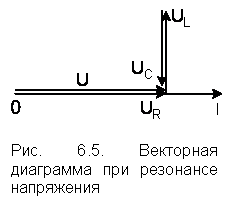 U_L
U_C
U
0
U_R
I
Рис. 6.5. Векторная
диаграмма при резонансе
напряжения